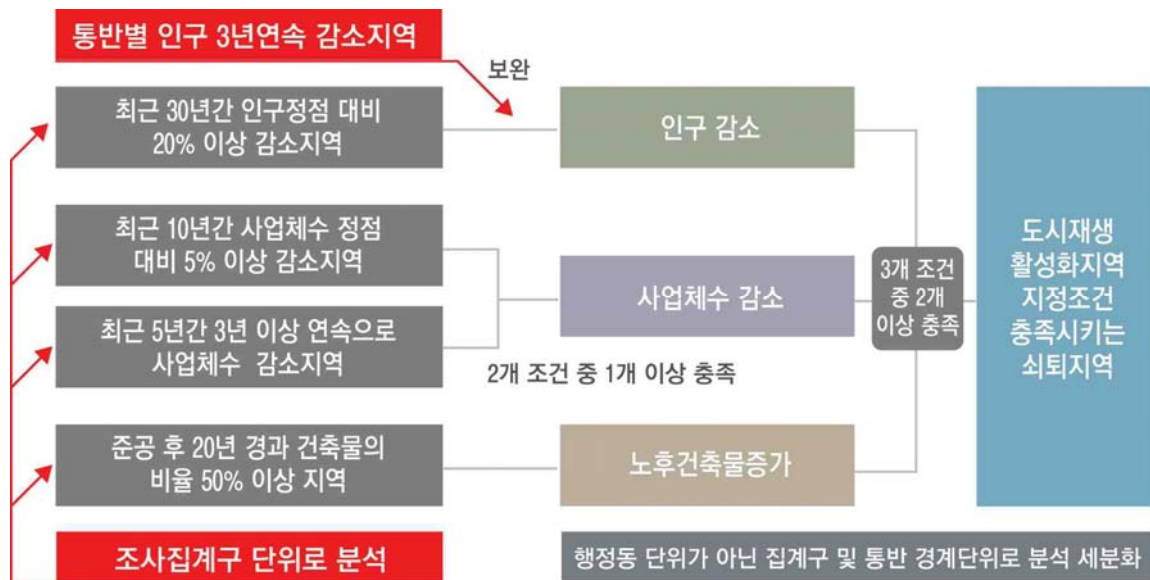 통반별 인구 3년연속 감소지역
보완
최근 30년간 인구정점 대비
20% 이상 감소지역
인구 감소
최근 10년간 사업체수 정점
대비 5% 이상 감소지역
최근 5년간 3년 이상 연속으로
사업체수 감소지역
사업체수 감소
2개 조건 중 1개 이상 충족
준공 후 20년 경과 건축물의
비율 50% 이상 지역
노후건축물증가
3개 조건
중 2개
이상 충족
도시재생
활성화지역
지정조건
충족시키는
쇠퇴지역
조사집계구 단위로 분석
행정동 단위가 아닌 집계구 및 통반 경계단위로 분석 세분화